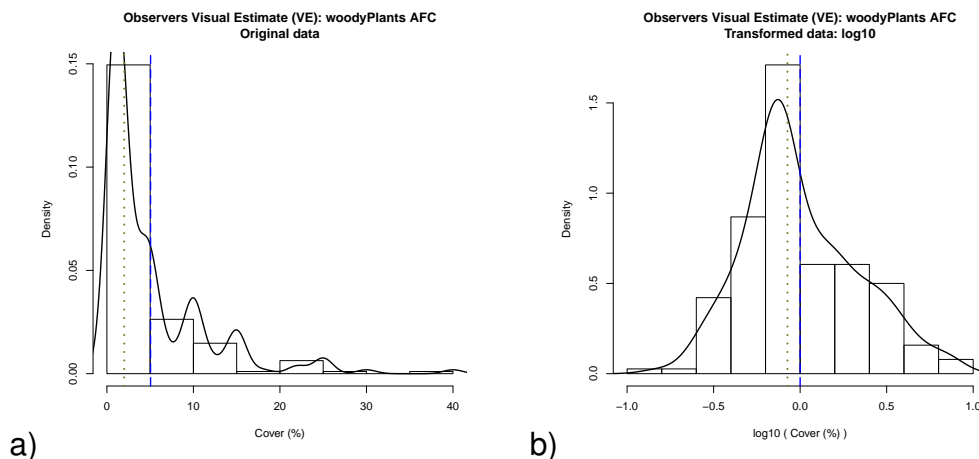 Observers Visual Estimate (VE): woodyPlants AFC
Original data
Density
0.15
0.10
0.05
0.00
0 10 20 30 40
Cover (%)
a)
Observers Visual Estimate (VE): woodyPlants AFC
Transformed data: log10
Density
1.5
1.0
0.5
0.0
−1.0 −0.5 0.0 0.5 1.0
log10 ( Cover (%) )
b)